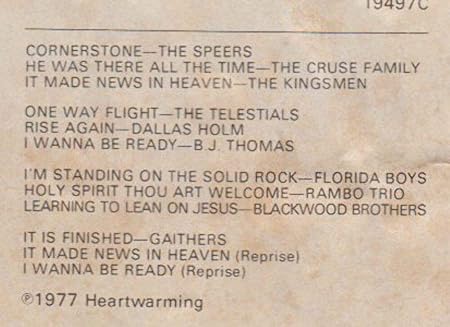 19497C
CORNERSTONE—THE SPEERS
HE WAS THERE ALL THE TIME—THE CRUSE FAMILY
IT MADE NEWS IN HEAVEN—THE KINGSMEN
ONE WAY FLIGHT—THE TELESTIALS
RISE AGAIN—DALLAS HOLM
I WANNA BE READY—B.J. THOMAS
I'M STANDING ON THE SOLID ROCK—FLORIDA BOYS
HOLY SPIRIT THOU ART WELCOME—RAMBO TRIO
LEARNING TO LEAN ON JESUS—BLACKWOOD BROTHERS
IT IS FINISHED—GAITHERS
IT MADE NEWS IN HEAVEN (Reprise)
I WANNA BE READY (Reprise)
℗1977 Heartwarming